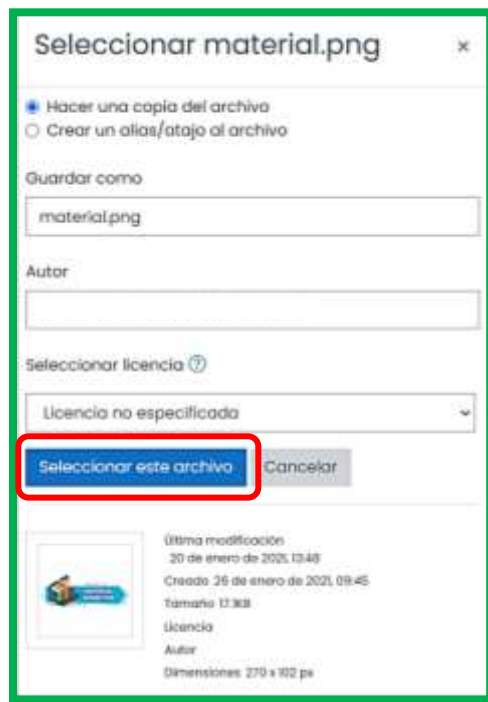 Seleccionar material.png ×
Hacer una copia del archivo
Crear un alias/atajo al archivo
Guardar como
material.png
Autor
Seleccionar licencia ?
Licencia no especificada
Seleccionar este archivo Cancelar
Última modificación
20 de enero de 2021, 13:48
Creado 26 de enero de 2021, 09:45
Tamaño 17.1KB
Licencia
Autor
Dimensiones 270 x 102 px